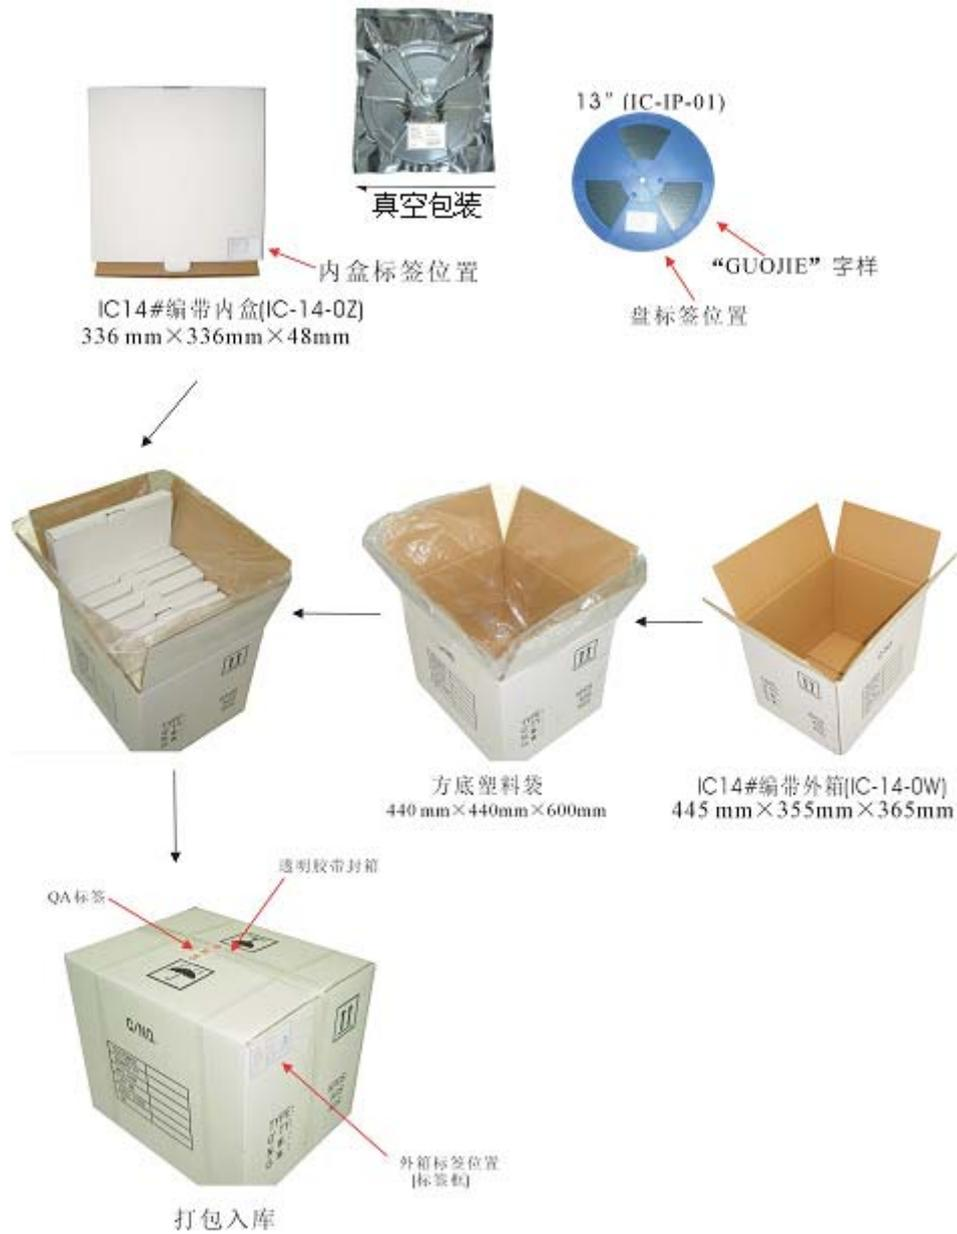 13” (IC-IP-01)
真空包装
内盒标签位置
“GUOJIE” 字样
盘标签位置
IC14#编带内盒(IC-14-0Z)
336 mm×336mm×48mm
方底塑料袋
440 mm×440mm×600mm
IC14#编带外箱(IC-14-0W)
445 mm×355mm×365mm
透明胶带封箱
QA标签
C/NO.
外箱标签位置
[标签框]
打包入库